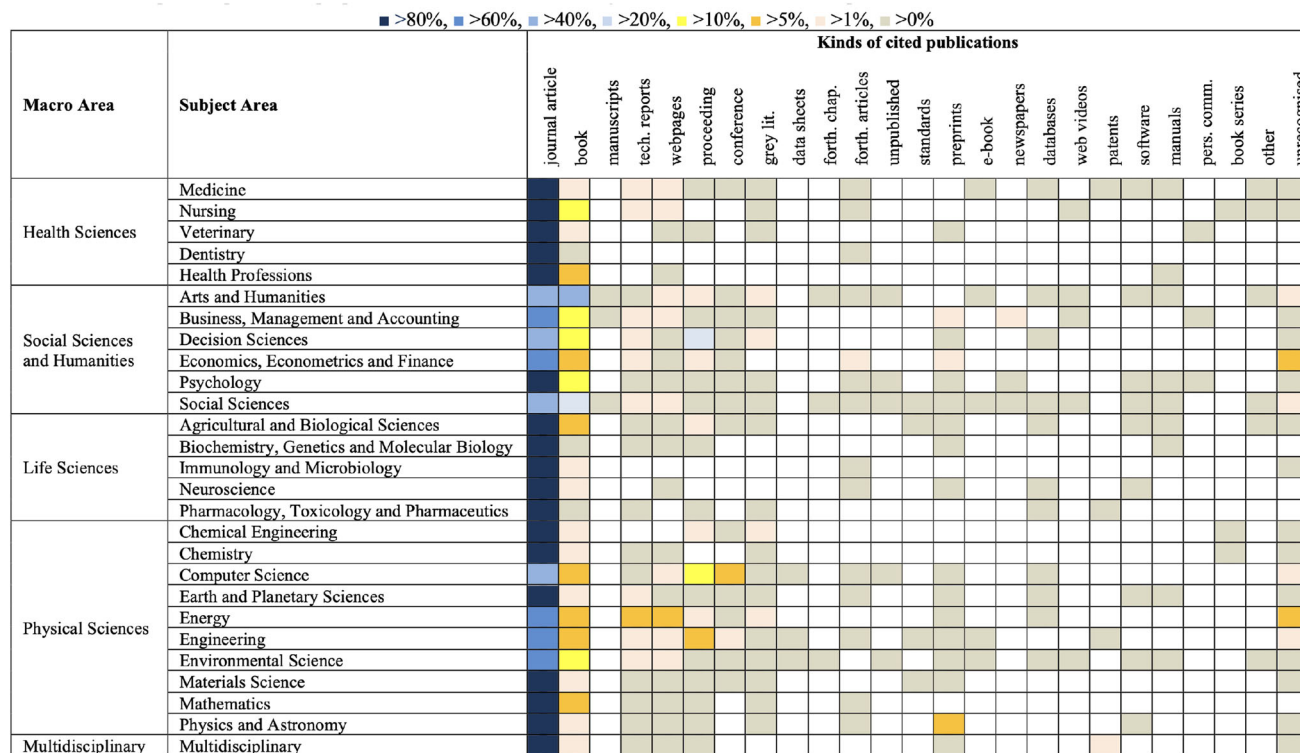 >80%, >60%, >40%, >20%, >10%, >5%, >1%, >0%
Macro Area
Subject Area
Kinds of cited publications
journal article
book
manuscripts
tech. reports
webpages
proceeding
conference
grey lit.
data sheets
forth. chap.
forth. articles
unpublished
standards
preprints
e-book
newspapers
databases
web videos
patents
software
manuals
pers. comm.
book series
other
Health Sciences
Medicine
Nursing
Veterinary
Dentistry
Health Professions
Social Sciences
and Humanities
Arts and Humanities
Business, Management and Accounting
Decision Sciences
Economics, Econometrics and Finance
Psychology
Social Sciences
Life Sciences
Agricultural and Biological Sciences
Biochemistry, Genetics and Molecular Biology
Immunology and Microbiology
Neuroscience
Pharmacology, Toxicology and Pharmaceutics
Physical Sciences
Chemical Engineering
Chemistry
Computer Science
Earth and Planetary Sciences
Energy
Engineering
Environmental Science
Materials Science
Mathematics
Physics and Astronomy
Multidisciplinary
Multidisciplinary